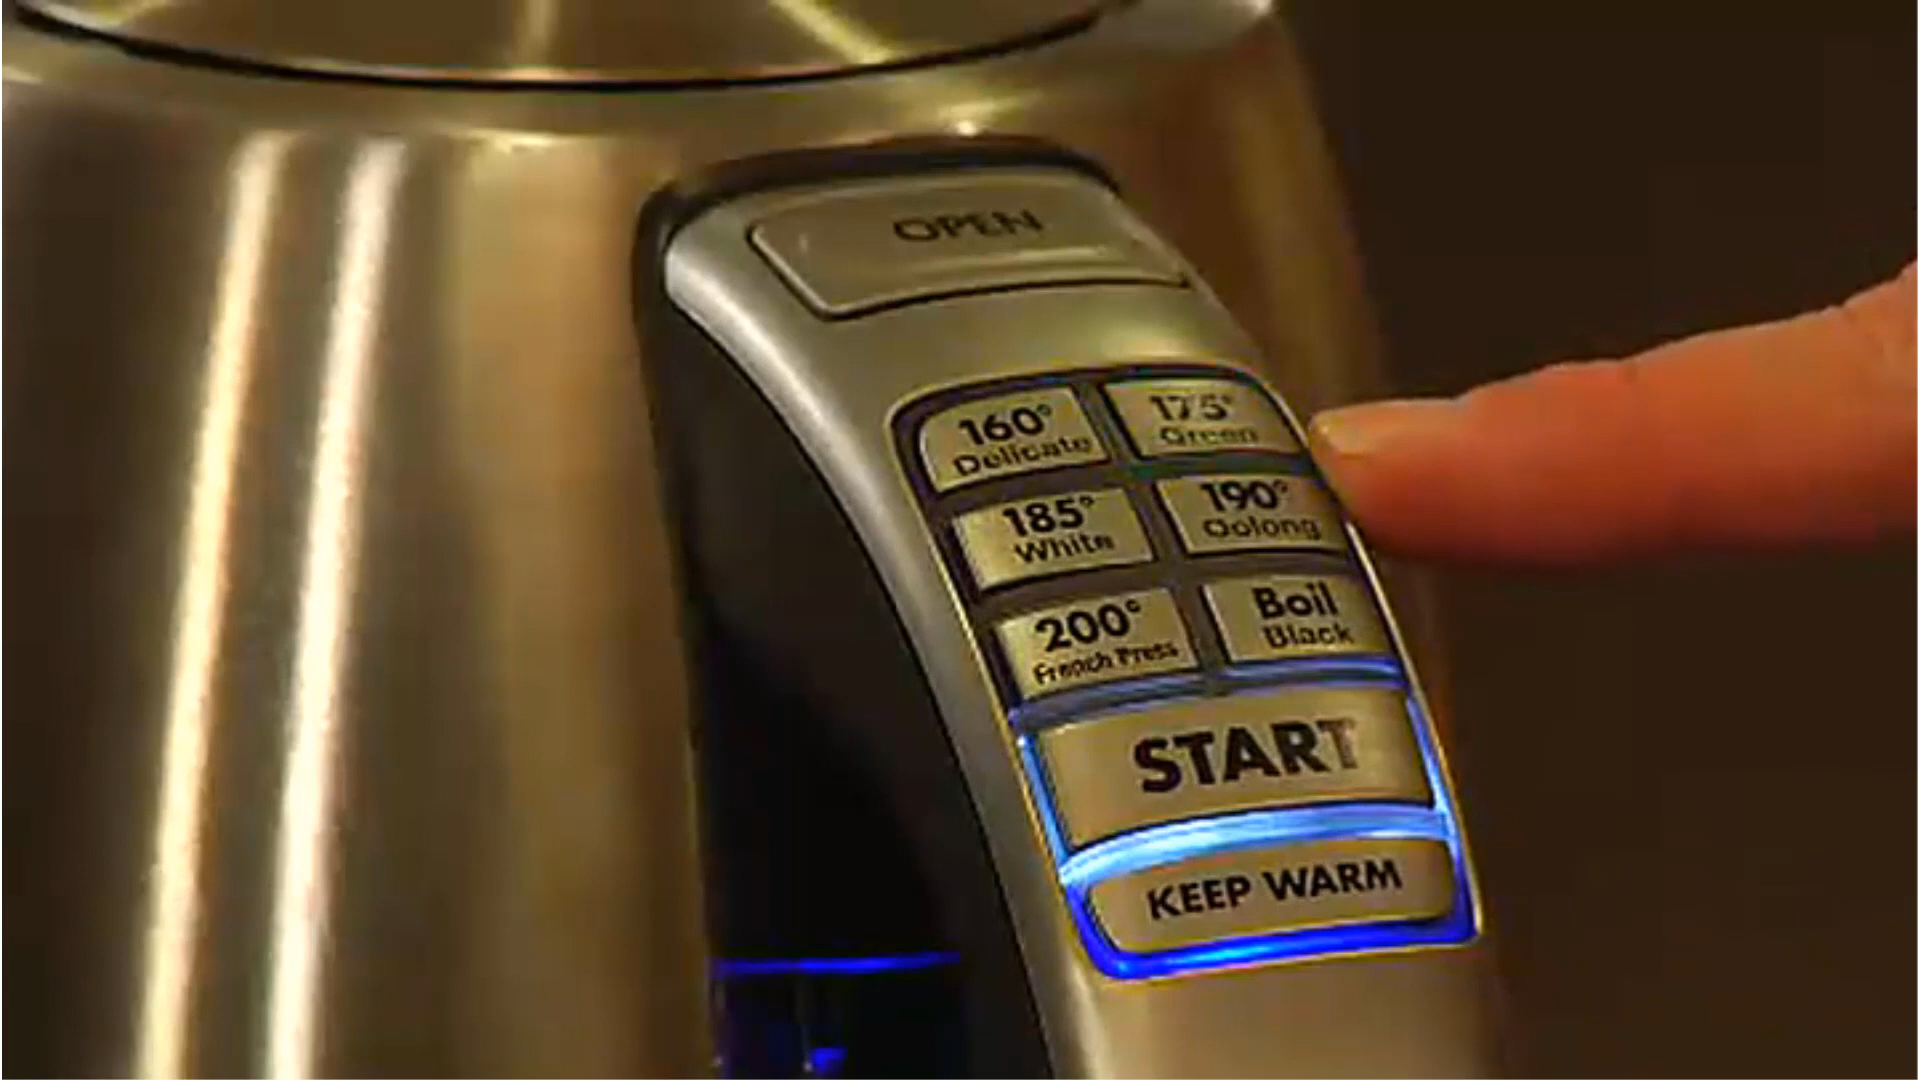 OPEN
160°
Delicate
175°
Green
185°
White
190°
Oolong
200°
French Press
Boil
Black
START
KEEP WARM